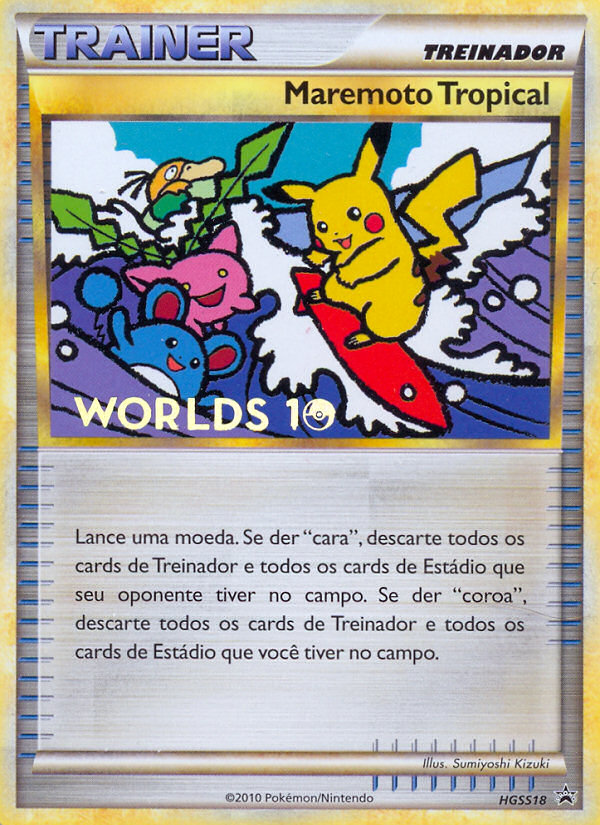 TRAINER
TREINADOR
Maremoto Tropical
WORLDS 10
Lance uma moeda. Se der “cara”, descarte todos os
cards de Treinador e todos os cards de Estádio que
seu oponente tiver no campo. Se der “coroa”,
descarte todos os cards de Treinador e todos os
cards de Estádio que você tiver no campo.
Illus. Sumiyoshi Kizuki
©2010 Pokémon/Nintendo
HGSS18